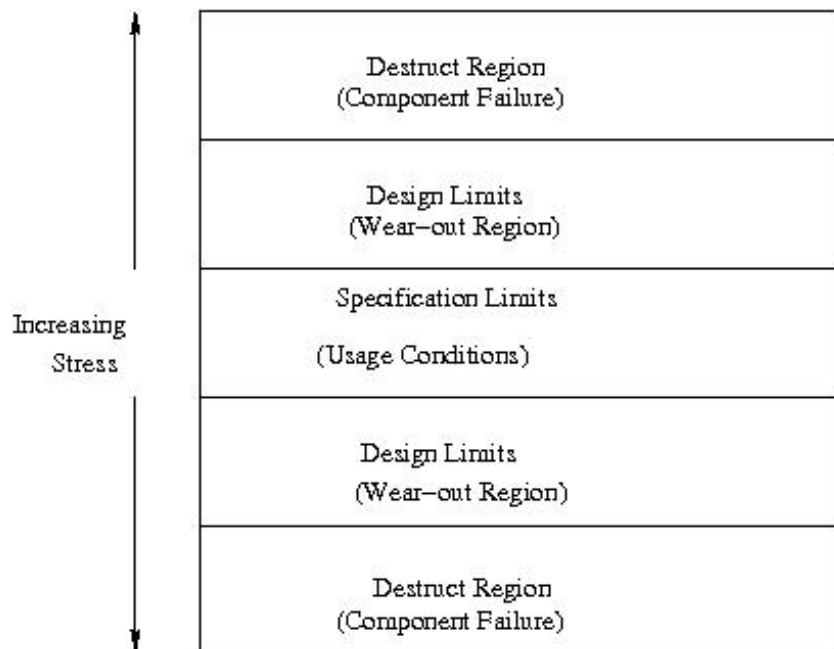 Destruct Region
(Component Failure)
Design Limits
(Wear-out Region)
Increasing
Stress
Specification Limits
(Usage Conditions)
Design Limits
(Wear-out Region)
Destruct Region
(Component Failure)